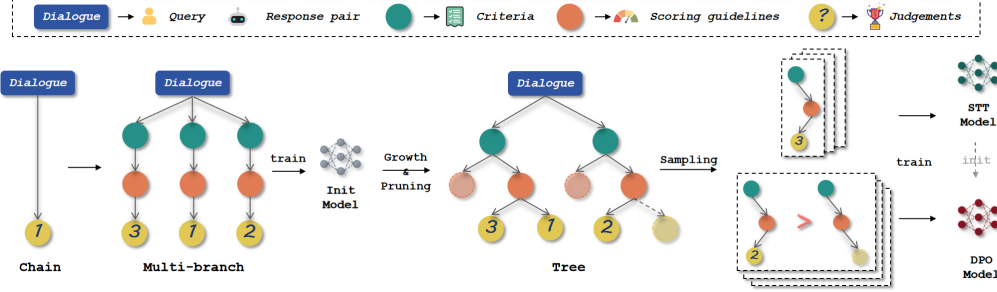 Dialogue Query Response pair Criteria Scoring guidelines ? Judgements
Dialogue
Dialogue
Dialogue
STT
Model
3
train
Growth
&
Pruning
Init
Model
Sampling
train
init
1
3
1
2
3
1
2
2
>
DPO
Model
Chain
Multi-branch
Tree